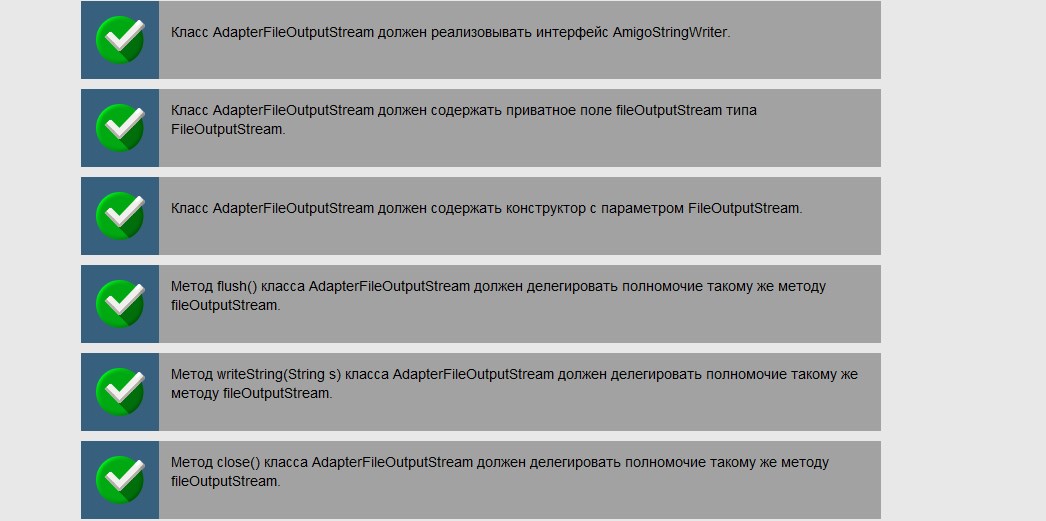 Класс AdapterFileOutputStream должен реализовывать интерфейс AmigoStringWriter.
Класс AdapterFileOutputStream должен содержать приватное поле fileOutputStream типа
FileOutputStream.
Класс AdapterFileOutputStream должен содержать конструктор с параметром FileOutputStream.
Метод flush() класса AdapterFileOutputStream должен делегировать полномочие такому же методу
fileOutputStream.
Метод writeString(String s) класса AdapterFileOutputStream должен делегировать полномочие такому же
методу fileOutputStream.
Метод close() класса AdapterFileOutputStream должен делегировать полномочие такому же методу
fileOutputStream.